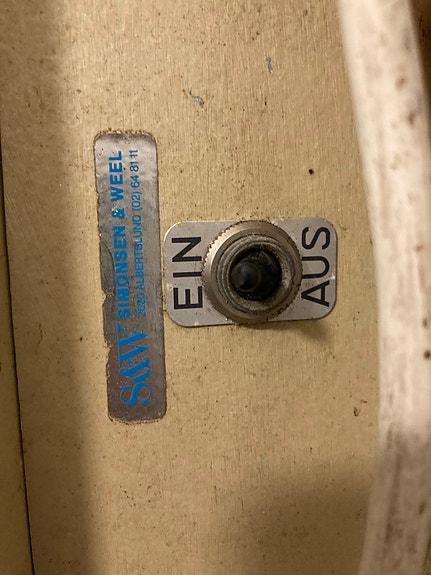 S&W SIMONSEN & WEEL
2620 ALBERTSLUND (02) 64 81 11
EIN
AUS